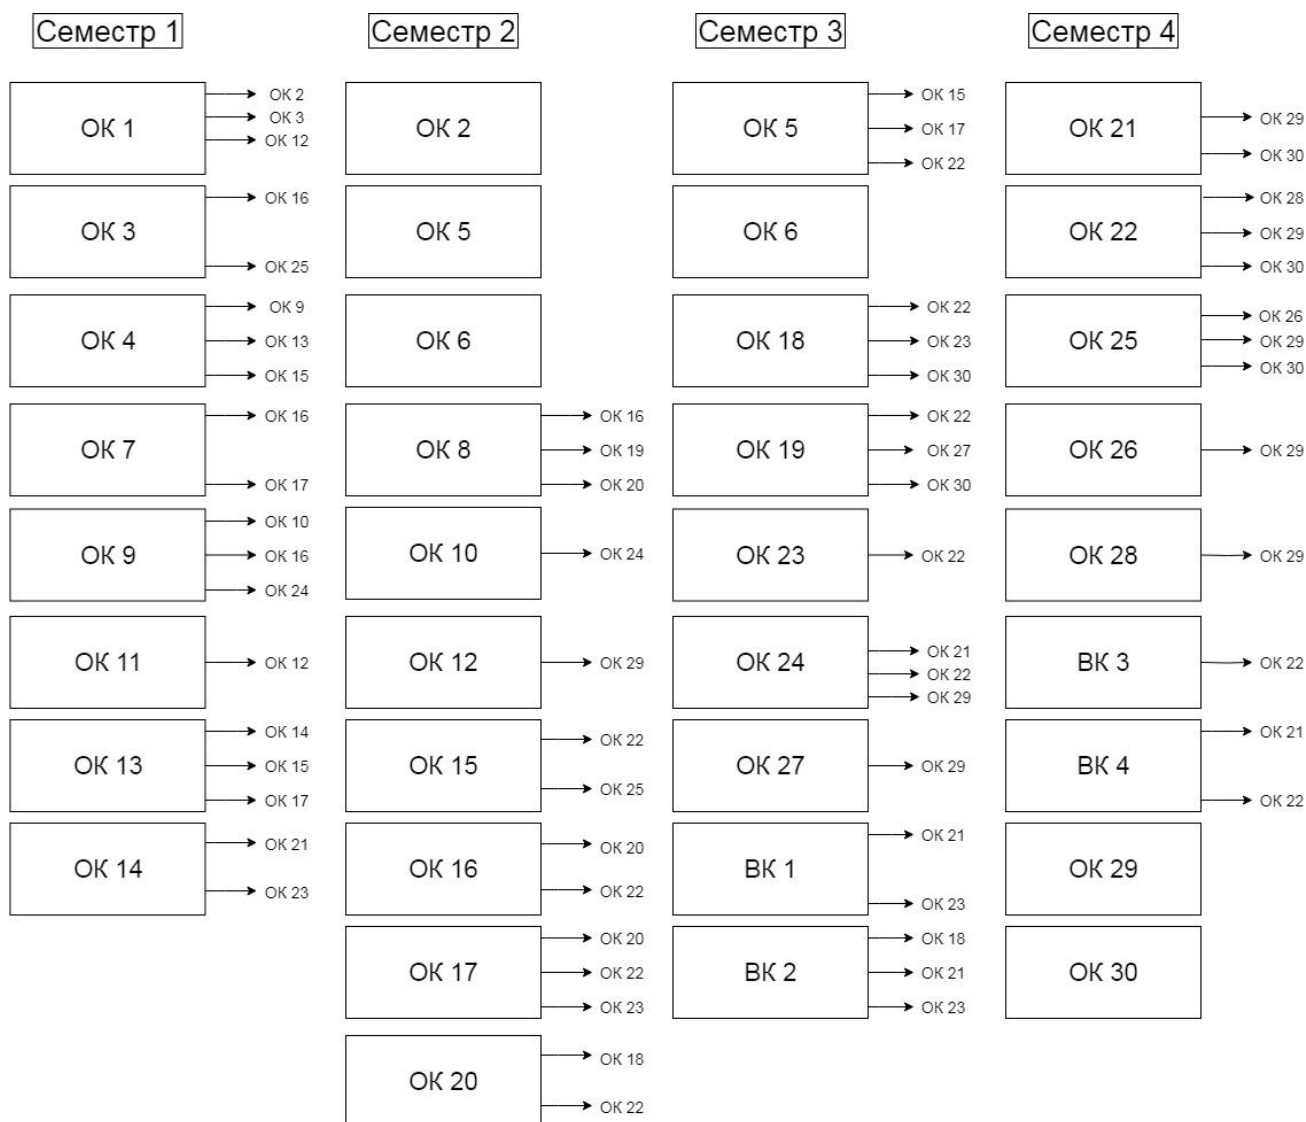 Семестр 1
ОК 1
ОК 2
ОК 3
ОК 12
ОК 3
ОК 16
ОК 25
ОК 4
ОК 9
ОК 13
ОК 15
ОК 7
ОК 16
ОК 17
ОК 9
ОК 10
ОК 16
ОК 24
ОК 11
ОК 12
ОК 13
ОК 14
ОК 15
ОК 17
ОК 14
ОК 21
ОК 23
Семестр 2
ОК 2
ОК 5
ОК 6
ОК 8
ОК 16
ОК 19
ОК 20
ОК 10
ОК 24
ОК 12
ОК 29
ОК 15
ОК 22
ОК 25
ОК 16
ОК 20
ОК 22
ОК 17
ОК 20
ОК 22
ОК 23
ОК 20
ОК 18
ОК 22
Семестр 3
ОК 5
ОК 15
ОК 17
ОК 22
ОК 6
ОК 18
ОК 22
ОК 23
ОК 30
ОК 19
ОК 22
ОК 27
ОК 30
ОК 23
ОК 22
ОК 24
ОК 21
ОК 22
ОК 29
ОК 27
ОК 29
ВК 1
ОК 21
ОК 23
ВК 2
ОК 18
ОК 21
ОК 23
Семестр 4
ОК 21
ОК 29
ОК 30
ОК 22
ОК 28
ОК 29
ОК 30
ОК 25
ОК 26
ОК 29
ОК 30
ОК 26
ОК 29
ОК 28
ОК 29
ВК 3
ОК 22
ВК 4
ОК 21
ОК 22
ОК 29
ОК 30